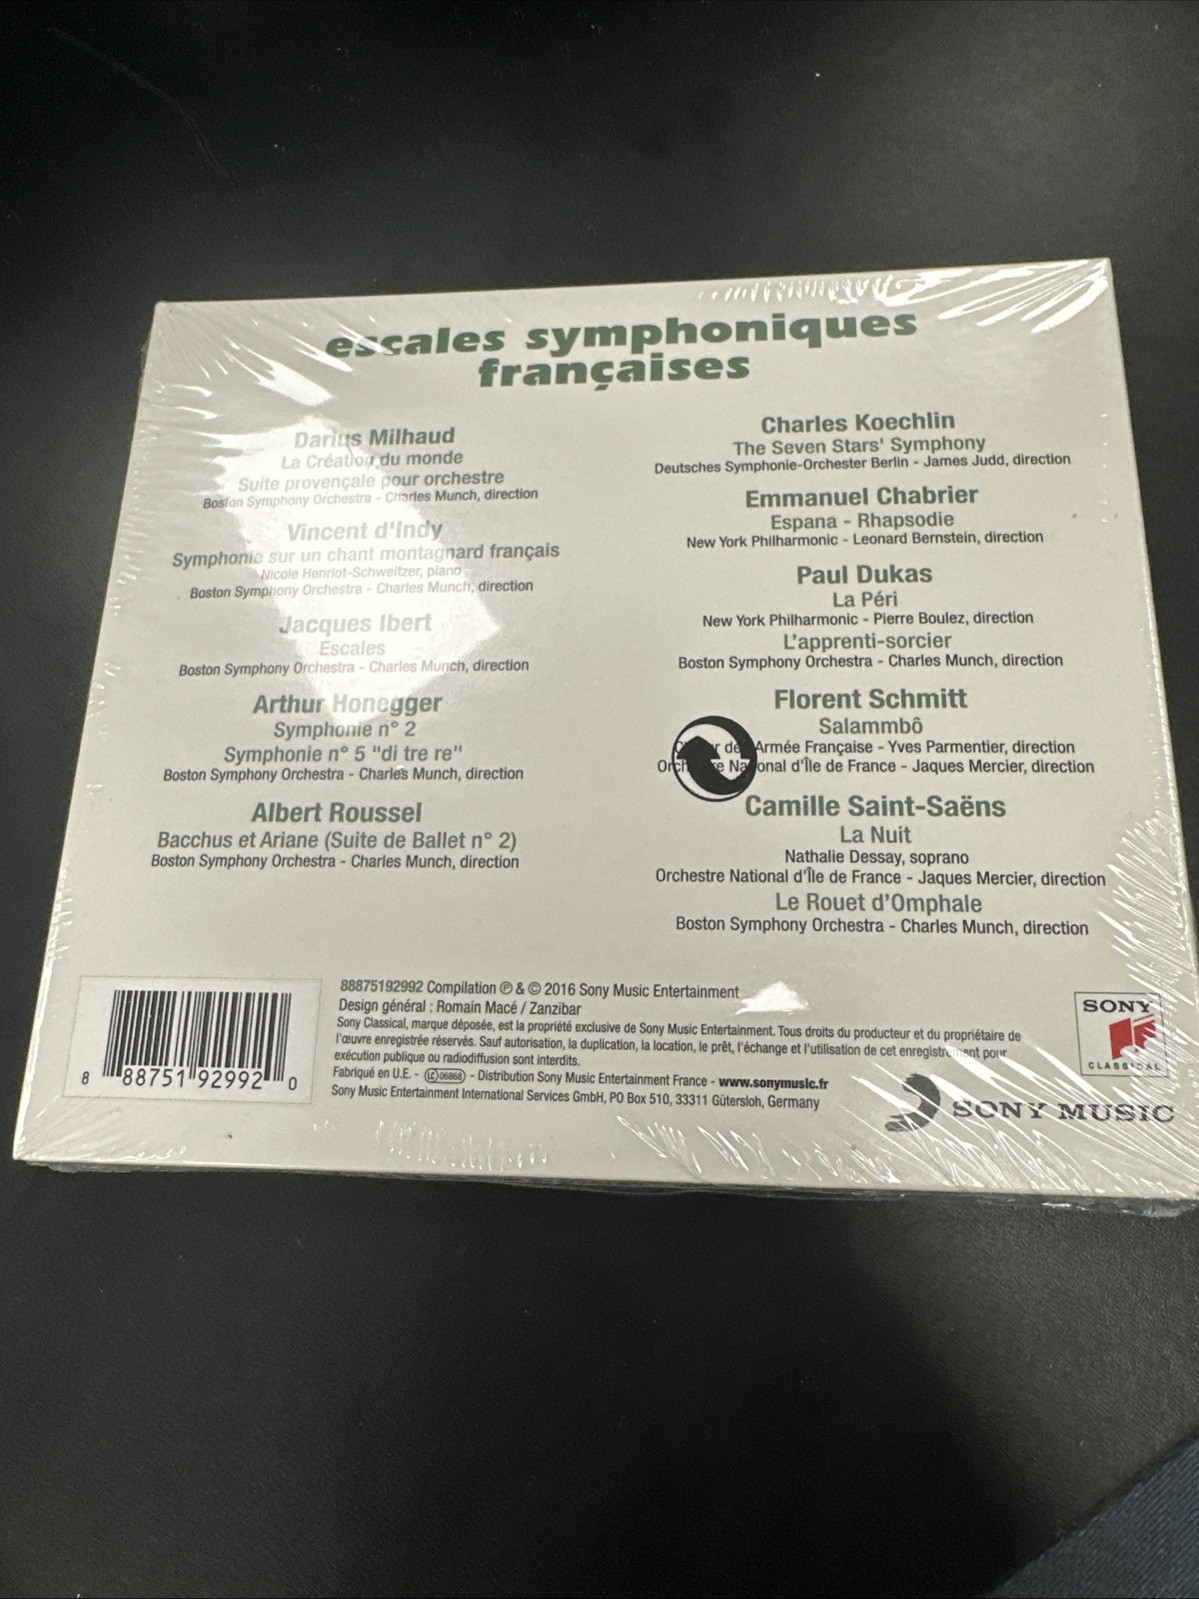 escales symphoniques
françaises
Darius Milhaud
La Création du monde
Suite provençale pour orchestre
Boston Symphony Orchestra - Charles Munch, direction
Vincent d'Indy
Symphonie sur un chant montagnard français
Nicole Henriot-Schweitzer, piano
Boston Symphony Orchestra - Charles Munch, direction
Jacques Ibert
Escales
Boston Symphony Orchestra - Charles Munch, direction
Arthur Honegger
Symphonie n° 2
Symphonie n° 5 "di tre re"
Boston Symphony Orchestra - Charles Munch, direction
Albert Roussel
Bacchus et Ariane (Suite de Ballet n° 2)
Boston Symphony Orchestra - Charles Munch, direction
Charles Koechlin
The Seven Stars' Symphony
Deutsches Symphonie-Orchester Berlin - James Judd, direction
Emmanuel Chabrier
Espana - Rhapsodie
New York Philharmonic - Leonard Bernstein, direction
Paul Dukas
La Péri
New York Philharmonic - Pierre Boulez, direction
L'apprenti-sorcier
Boston Symphony Orchestra - Charles Munch, direction
Florent Schmitt
Salammbô
de Armée Française - Yves Parmentier, direction
Orchestre National d'Île de France - Jaques Mercier, direction
Camille Saint-Saëns
La Nuit
Nathalie Dessay, soprano
Orchestre National d'Île de France - Jaques Mercier, direction
Le Rouet d'Omphale
Boston Symphony Orchestra - Charles Munch, direction
8 88751 92992 0
88875192992 Compilation ℗ & © 2016 Sony Music Entertainment
Design général : Romain Macé / Zanzibar
Sony Classical, marque déposée, est la propriété exclusive de Sony Music Entertainment. Tous droits du producteur et du propriétaire de
l'œuvre enregistrée réservés. Sauf autorisation, la duplication, la location, le prêt, l'échange et l'utilisation de cet enregistrement pour
exécution publique ou radiodiffusion sont interdits.
Fabriqué en U.E. - LC 06868 - Distribution Sony Music Entertainment France - www.sonymusic.fr
Sony Music Entertainment International Services GmbH, PO Box 510, 33311 Gütersloh, Germany
SONY
CLASSICAL
SONY MUSIC